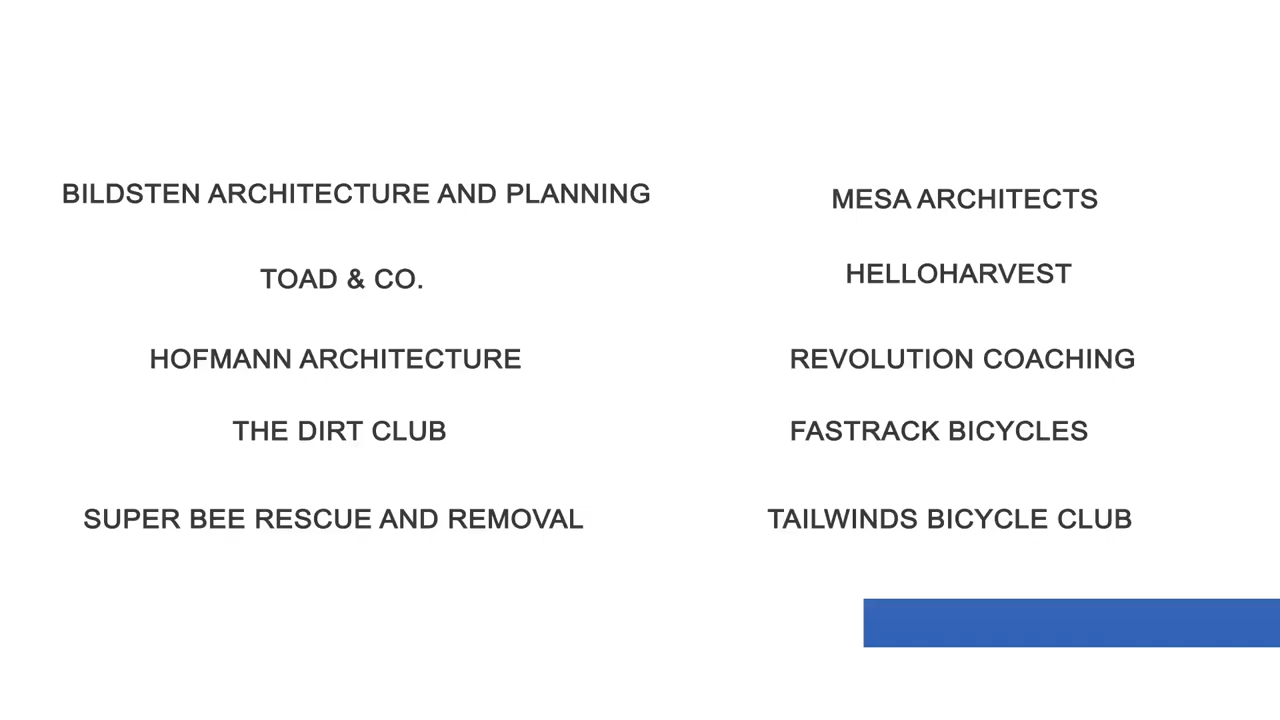 BILDSTEN ARCHITECTURE AND PLANNING
TOAD & CO.
HOFMANN ARCHITECTURE
THE DIRT CLUB
SUPER BEE RESCUE AND REMOVAL
MESA ARCHITECTS
HELLOHARVEST
REVOLUTION COACHING
FASTRACK BICYCLES
TAILWINDS BICYCLE CLUB